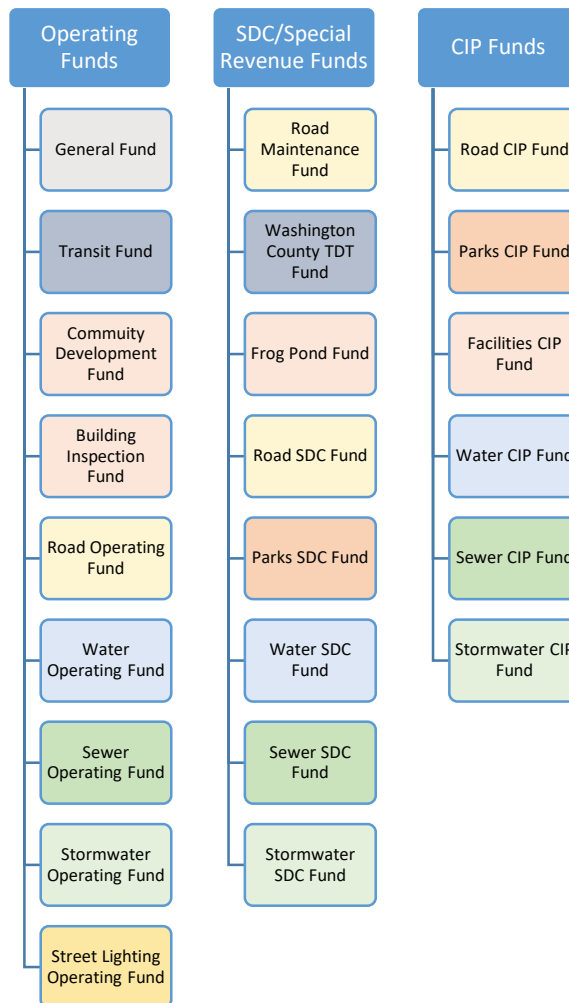 Operating
Funds
General Fund
Transit Fund
Commuity
Development
Fund
Building
Inspection
Fund
Road Operating
Fund
Water
Operating Fund
Sewer
Operating Fund
Stormwater
Operating Fund
Street Lighting
Operating Fund
SDC/Special
Revenue Funds
Road
Maintenance
Fund
Washington
County TDT
Fund
Frog Pond Fund
Road SDC Fund
Parks SDC Fund
Water SDC
Fund
Sewer SDC
Fund
Stormwater
SDC Fund
CIP Funds
Road CIP Fund
Parks CIP Fund
Facilities CIP
Fund
Water CIP Fund
Sewer CIP Fund
Stormwater CIP
Fund